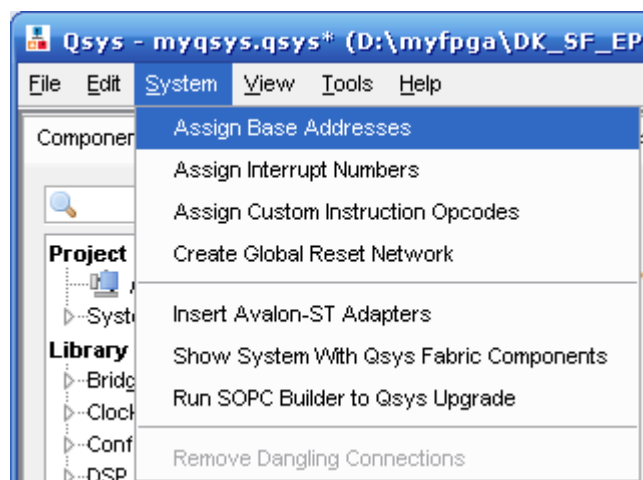 Qsys - myqsys.qsys* (D:\myfpga\DK_SF_EP
File Edit System View Tools Help
Assign Base Addresses
Componer
Assign Interrupt Numbers
Assign Custom Instruction Opcodes
Project
Create Global Reset Network
Syst
Insert Avalon-ST Adapters
Library
Show System With Qsys Fabric Components
Bridg
Run SOPC Builder to Qsys Upgrade
Clock
Conf
Remove Dangling Connections
DSP